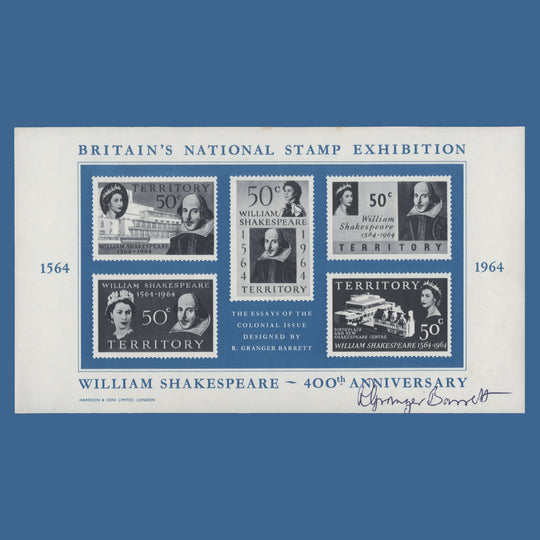 BRITAIN'S NATIONAL STAMP EXHIBITION
TERRITORY
50c
WILLIAM SHAKESPEARE
1564-1964
50c
WILLIAM
SHAKESPEARE
1564
1964
TERRITORY
50c
William
Shakespeare
1564-1964
TERRITORY
1564
1964
WILLIAM SHAKESPEARE
1564-1964
50c
TERRITORY
THE ESSAYS OF THE
COLONIAL ISSUE
DESIGNED BY
R. GRANGER BARRETT
TERRITORY
BIRTHPLACE AND NEW
SHAKESPEARE CENTRE
50c
WILLIAM SHAKESPEARE 1564-1964
WILLIAM SHAKESPEARE ~ 400th ANNIVERSARY
HARRISON & SONS LIMITED, LONDON
R Granger Barrett